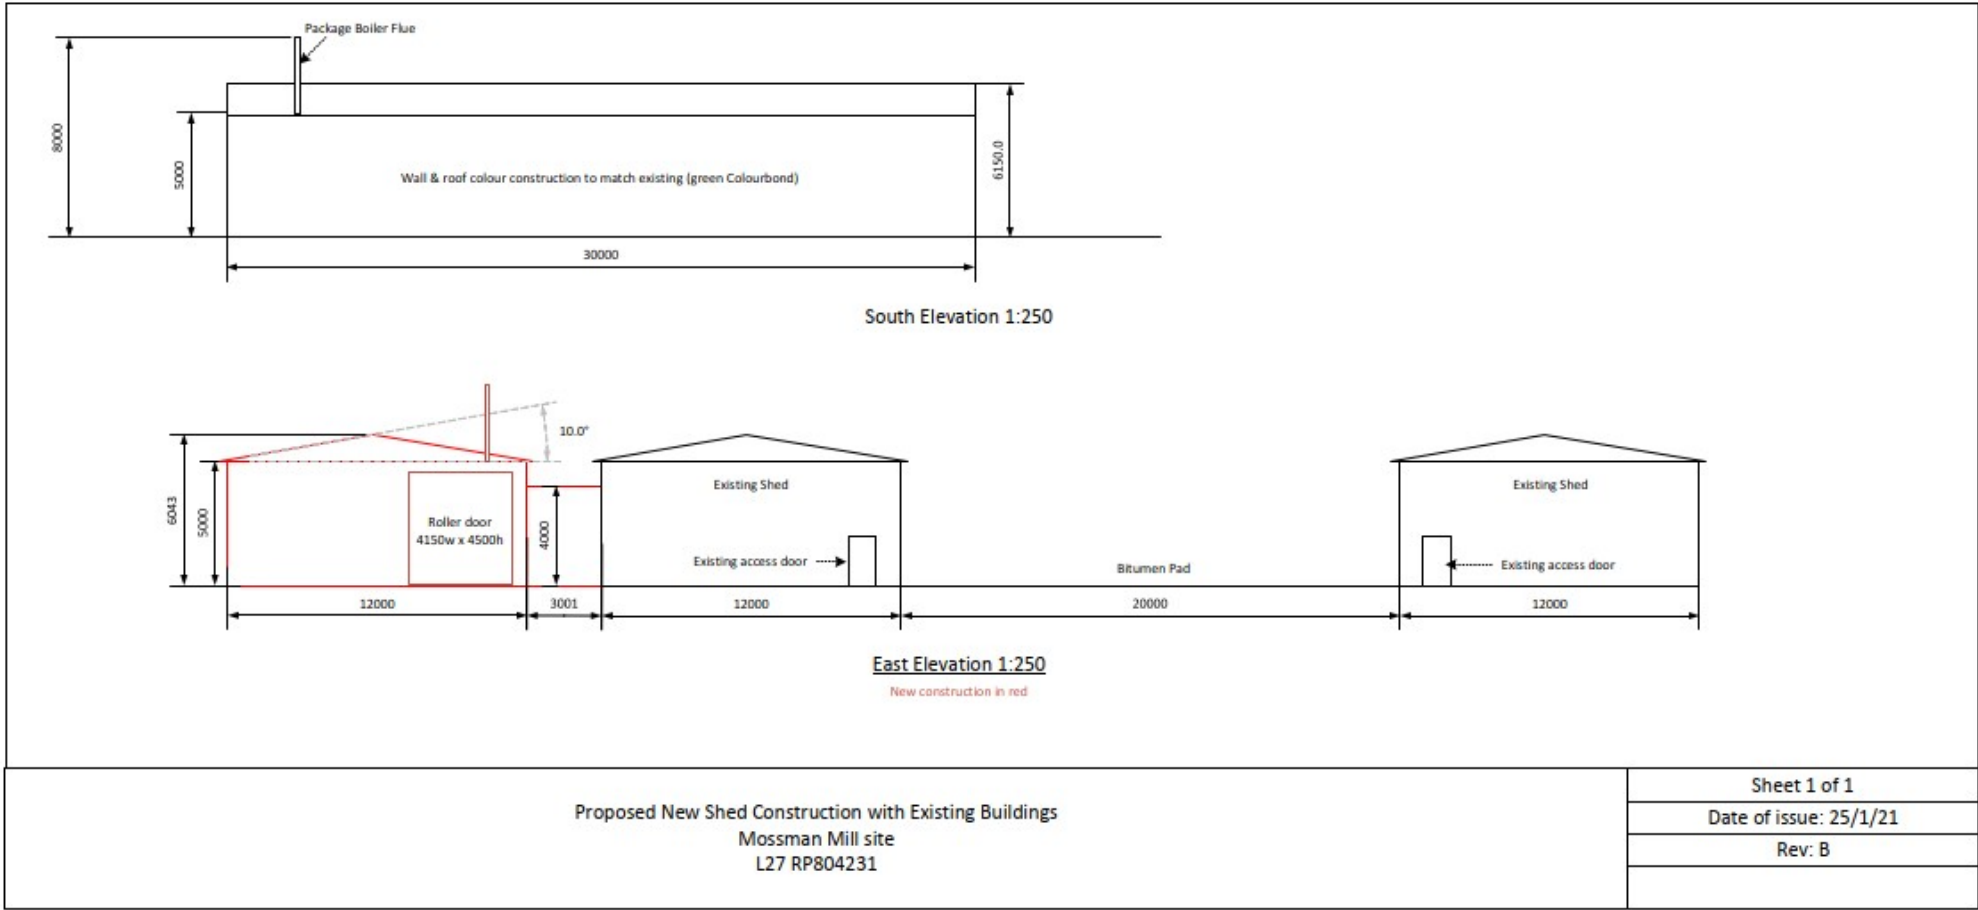 Package Boiler Flue
8000
5000
6150.0
Wall & roof colour construction to match existing (green Colourbond)
30000
South Elevation 1:250
10.0°
6043
5000
Roller door
4150w x 4500h
4000
Existing Shed
Existing access door
Bitumen Pad
Existing Shed
Existing access door
12000
3001
12000
20000
12000
East Elevation 1:250
New construction in red
Proposed New Shed Construction with Existing Buildings
Mossman Mill site
L27 RP804231
Sheet 1 of 1
Date of issue: 25/1/21
Rev: B